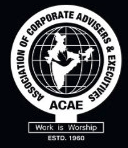 ASSOCIATION OF CORPORATE ADVISERS & EXECUTIVES
ACAE
Work is Worship
ESTD. 1960